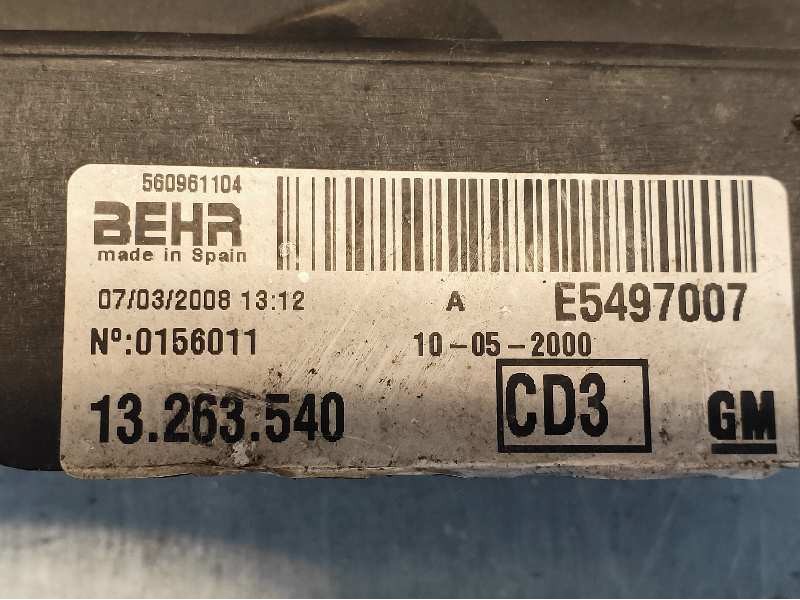 560961104
BEHR
made in Spain
07/03/2008 13:12 A E5497007
Nº:0156011 10-05-2000
13.263.540 CD3 GM